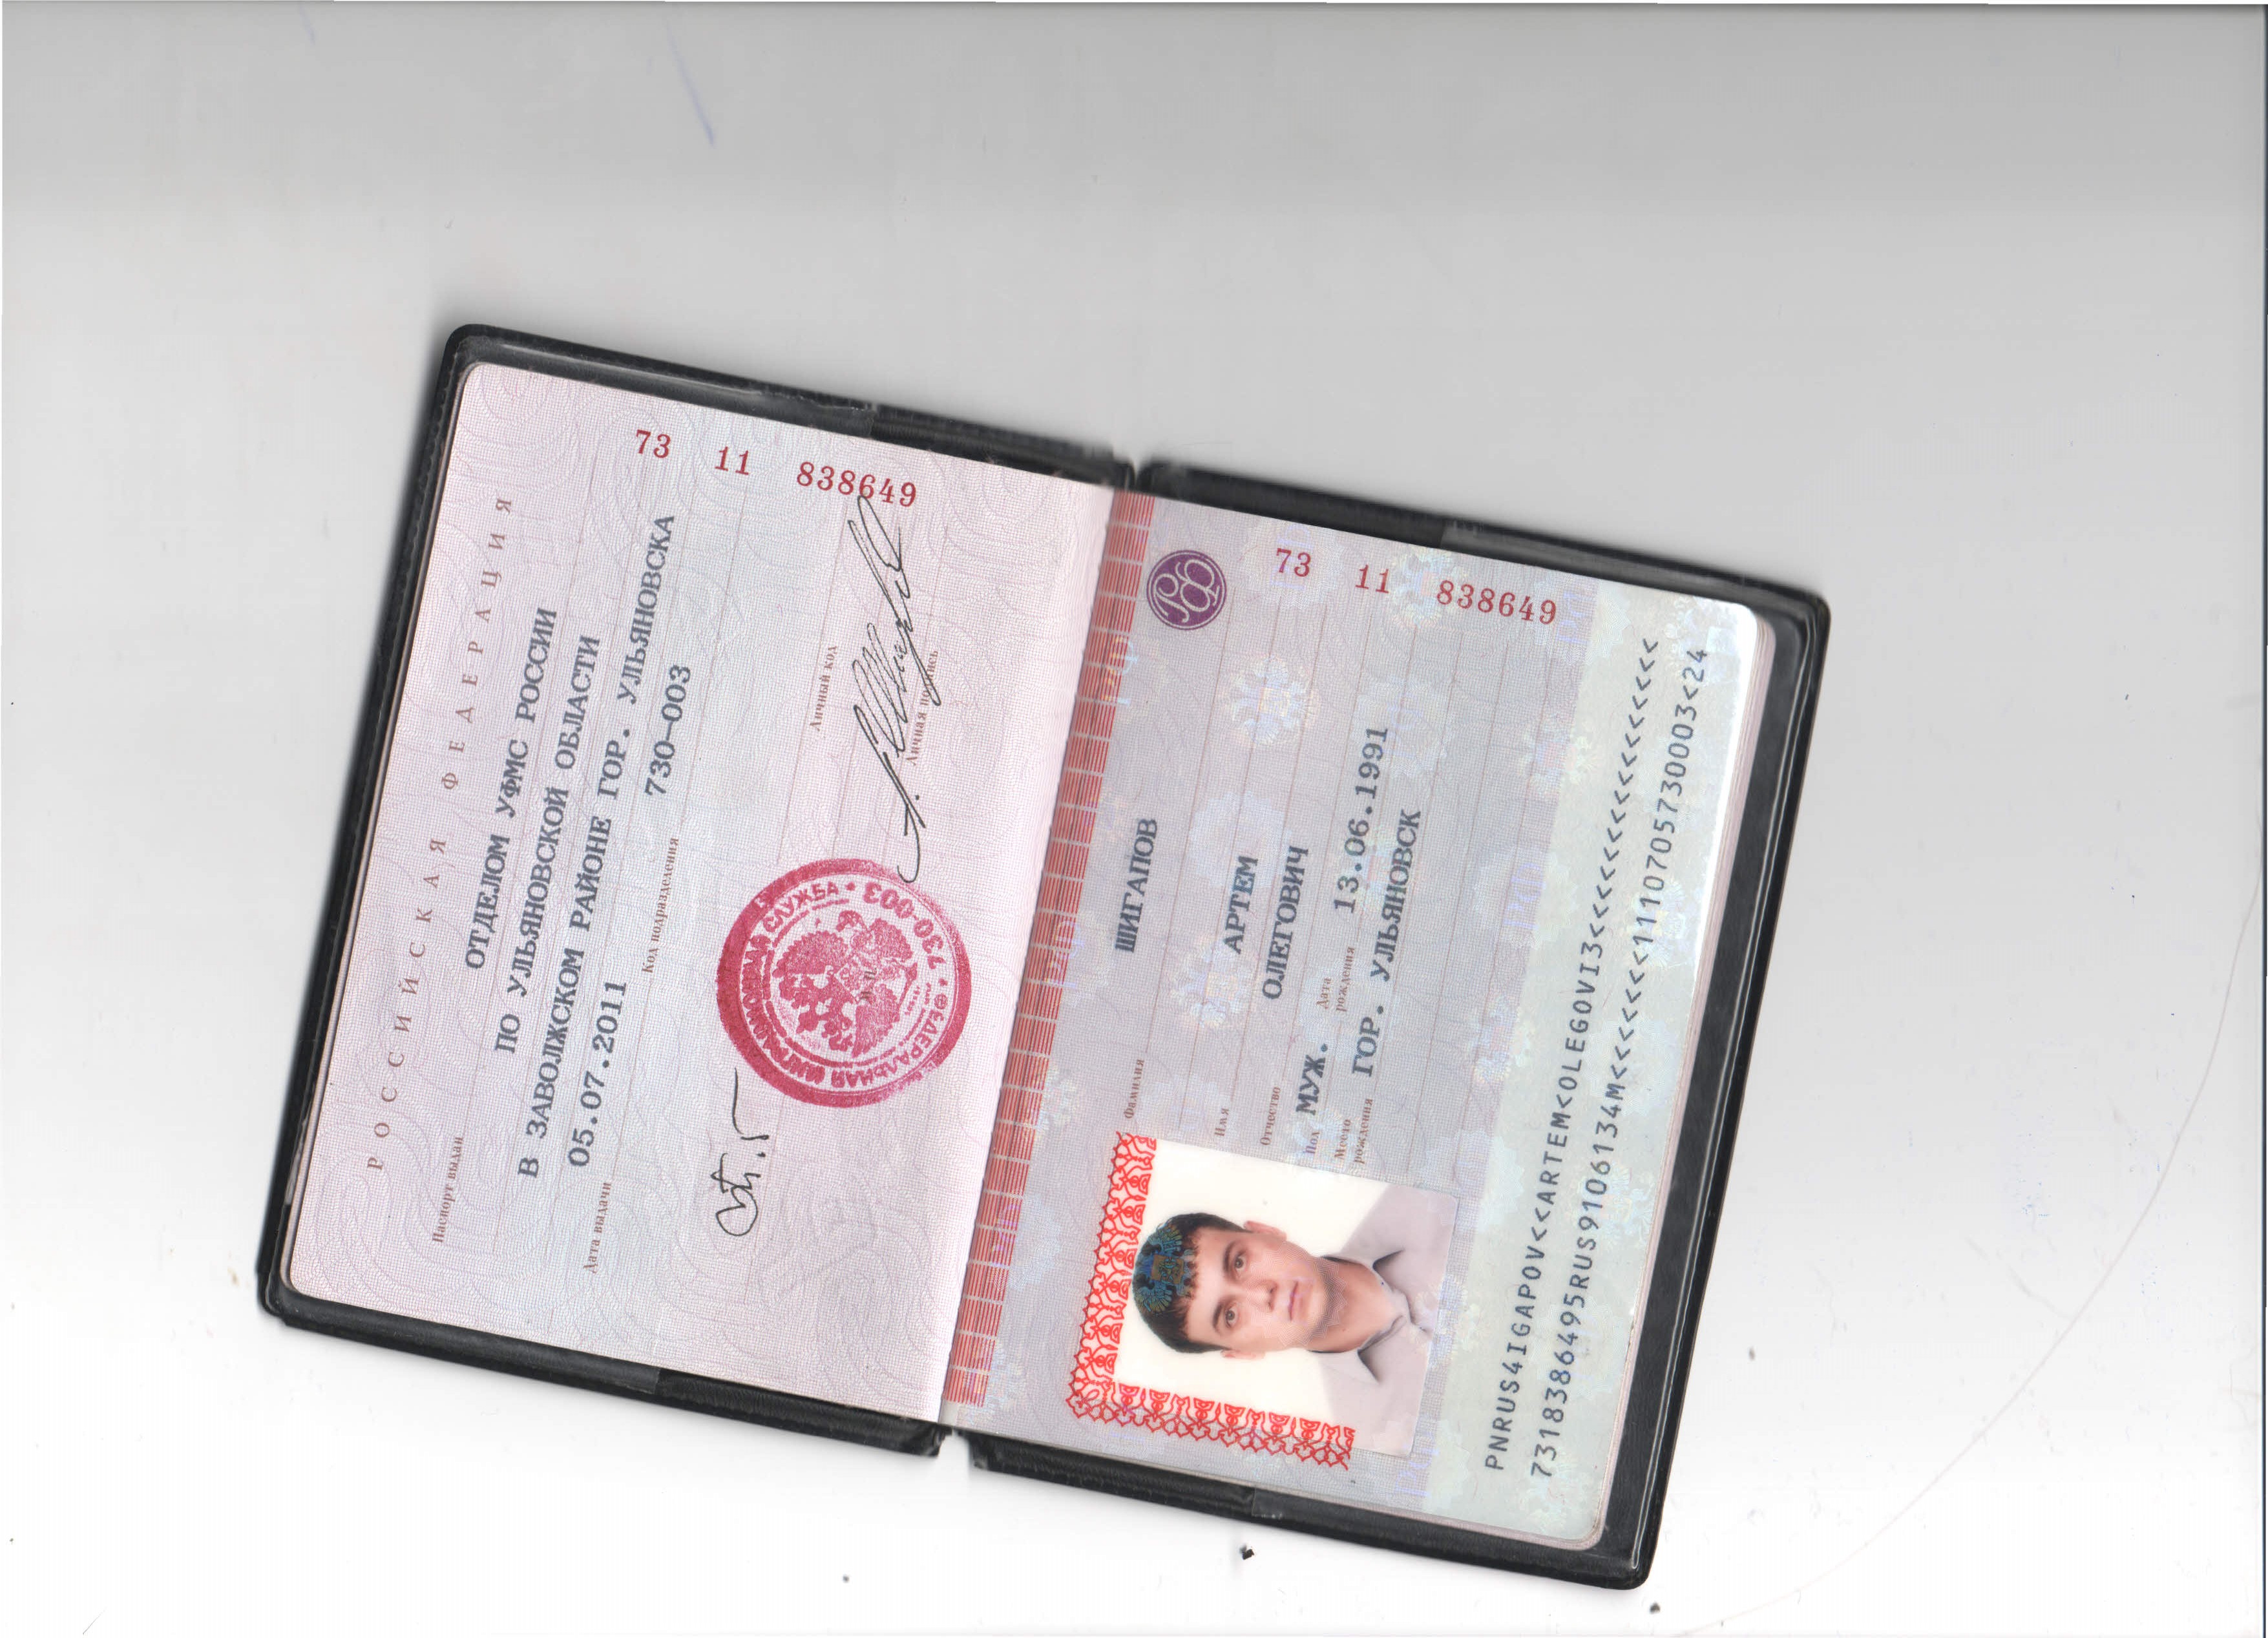 РОССИЙСКАЯ ФЕДЕРАЦИЯ
Паспорт выдан
ОТДЕЛОМ УФМС РОССИИ
ПО УЛЬЯНОВСКОЙ ОБЛАСТИ
В ЗАВОЛЖСКОМ РАЙОНЕ ГОР. УЛЬЯНОВСКА
Дата выдачи 05.07.2011 Код подразделения 730-003
Личный код
Личная подпись
ФЕДЕРАЛЬНАЯ МИГРАЦИОННАЯ СЛУЖБА • 730-003
73 11 838649
Фамилия ШИГАПОВ
Имя АРТЕМ
Отчество ОЛЕГОВИЧ
Пол МУЖ. Дата рождения 13.06.1991
Место рождения ГОР. УЛЬЯНОВСК
73 11 838649
PNRUS4IGAPOV<<ARTEM<OLEGOVI3<<<<<<<<<<<<<<<<
7318386495RUS9106134M<<<<<<<1110705730003<24